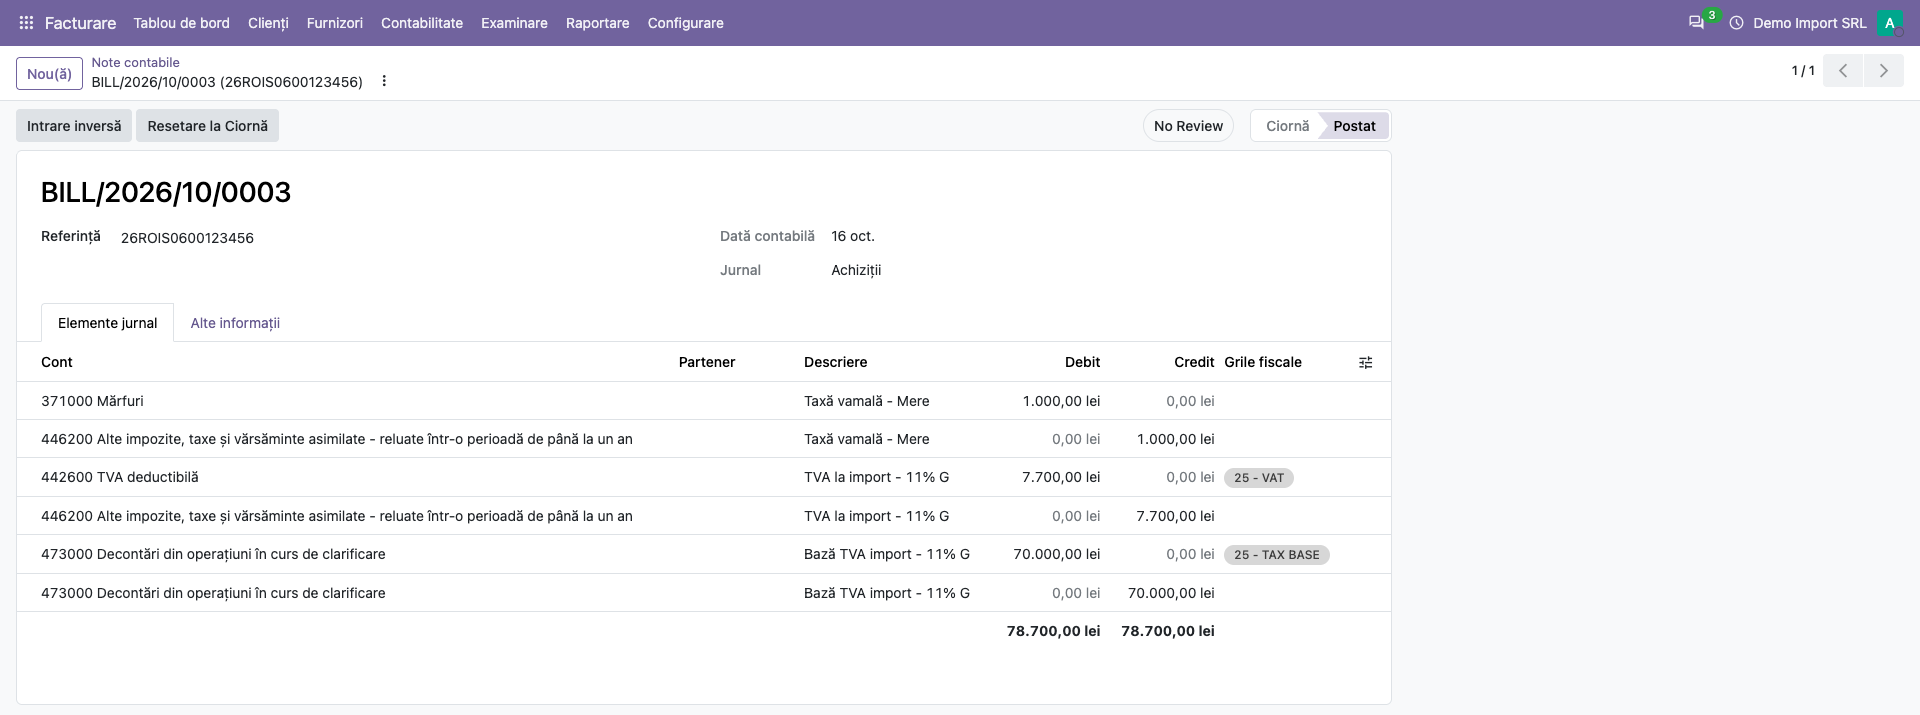 Facturare Tablou de bord Clienți Furnizori Contabilitate Examinare Raportare Configurare 3 Demo Import SRL A
Nou(ă) Note contabile
BILL/2026/10/0003 (26ROIS0600123456) 1 / 1
Intrare inversă Resetare la Ciornă No Review Ciornă Postat
BILL/2026/10/0003
Referință 26ROIS0600123456 Dată contabilă 16 oct.
Jurnal Achiziții
Elemente jurnal Alte informații
Cont Partener Descriere Debit Credit Grile fiscale
371000 Mărfuri Taxă vamală - Mere 1.000,00 lei 0,00 lei
446200 Alte impozite, taxe și vărsăminte asimilate - reluate într-o perioadă de până la un an Taxă vamală - Mere 0,00 lei 1.000,00 lei
442600 TVA deductibilă TVA la import - 11% G 7.700,00 lei 0,00 lei 25 - VAT
446200 Alte impozite, taxe și vărsăminte asimilate - reluate într-o perioadă de până la un an TVA la import - 11% G 0,00 lei 7.700,00 lei
473000 Decontări din operațiuni în curs de clarificare Bază TVA import - 11% G 70.000,00 lei 0,00 lei 25 - TAX BASE
473000 Decontări din operațiuni în curs de clarificare Bază TVA import - 11% G 0,00 lei 70.000,00 lei
78.700,00 lei 78.700,00 lei